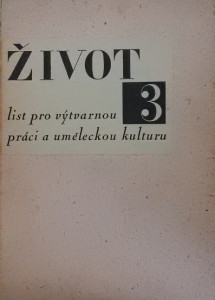 ŽIVOT
list pro výtvarnou 3
práci a uměleckou kulturu